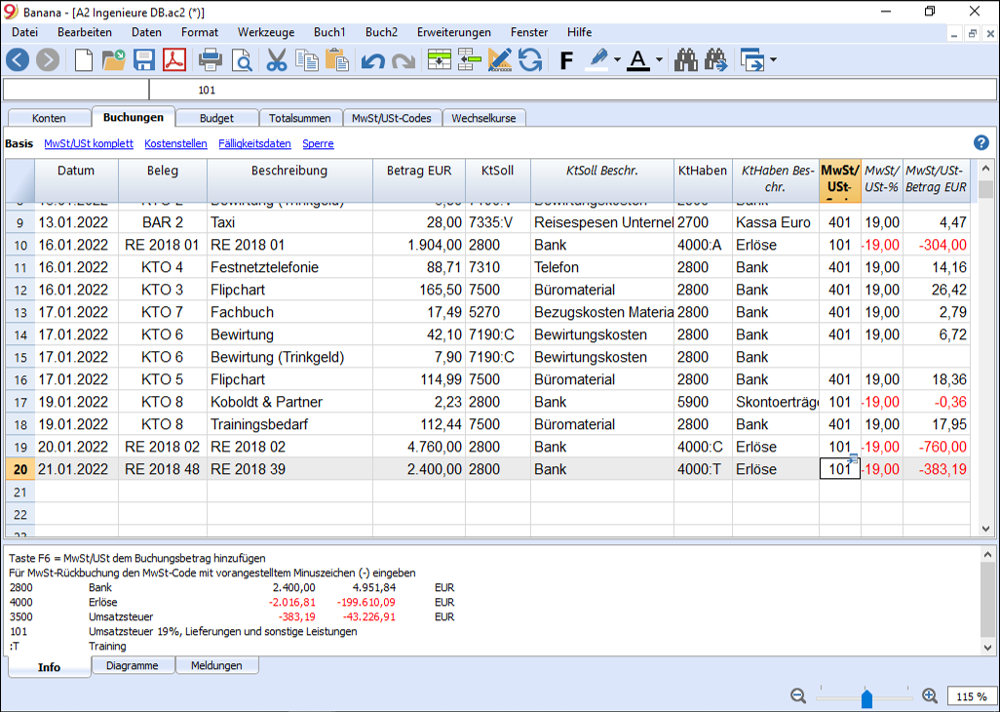 Banana - [A2 Ingenieure DB.ac2 (*)]
Datei Bearbeiten Daten Format Werkzeuge Buch1 Buch2 Erweiterungen Fenster Hilfe
F A
101
Konten Buchungen Budget Totalsummen MwSt/USt-Codes Wechselkurse
Basis MwSt/USt komplett Kostenstellen Fälligkeitsdaten Sperre
Datum Beleg Beschreibung Betrag EUR KtSoll KtSoll Beschr. KtHaben KtHaben Bes- MwSt/ MwSt/ MwSt/USt-
chr. USt- USt-% Betrag EUR
9 13.01.2022 BAR 2 Taxi 28,00 7335:V Reisespesen Unterneh 2700 Kassa Euro 401 19,00 4,47
10 16.01.2022 RE 2018 01 RE 2018 01 1.904,00 2800 Bank 4000:A Erlöse 101 -19,00 -304,00
11 16.01.2022 KTO 4 Festnetztelefonie 88,71 7310 Telefon 2800 Bank 401 19,00 14,16
12 16.01.2022 KTO 3 Flipchart 165,50 7500 Büromaterial 2800 Bank 401 19,00 26,42
13 17.01.2022 KTO 7 Fachbuch 17,49 5270 Bezugskosten Materia 2800 Bank 401 19,00 2,79
14 17.01.2022 KTO 6 Bewirtung 42,10 7190:C Bewirtungskosten 2800 Bank 401 19,00 6,72
15 17.01.2022 KTO 6 Bewirtung (Trinkgeld) 7,90 7190:C Bewirtungskosten 2800 Bank
16 17.01.2022 KTO 5 Flipchart 114,99 7500 Büromaterial 2800 Bank 401 19,00 18,36
17 19.01.2022 KTO 8 Koboldt & Partner 2,23 2800 Bank 5900 Skontoerträge 101 -19,00 -0,36
18 19.01.2022 KTO 8 Trainingsbedarf 112,44 7500 Büromaterial 2800 Bank 401 19,00 17,95
19 20.01.2022 RE 2018 02 RE 2018 02 4.760,00 2800 Bank 4000:C Erlöse 101 -19,00 -760,00
20 21.01.2022 RE 2018 48 RE 2018 39 2.400,00 2800 Bank 4000:T Erlöse 101 -19,00 -383,19
21
22
Taste F6 = MwSt/USt dem Buchungsbetrag hinzufügen
Für MwSt-Rückbuchung den MwSt-Code mit vorangestelltem Minuszeichen (-) eingeben
2800 Bank 2.400,00 4.951,84 EUR
4000 Erlöse -2.016,81 -199.610,09 EUR
3500 Umsatzsteuer -383,19 -43.226,91 EUR
101 Umsatzsteuer 19%, Lieferungen und sonstige Leistungen
:T Training
Info Diagramme Meldungen
115 %